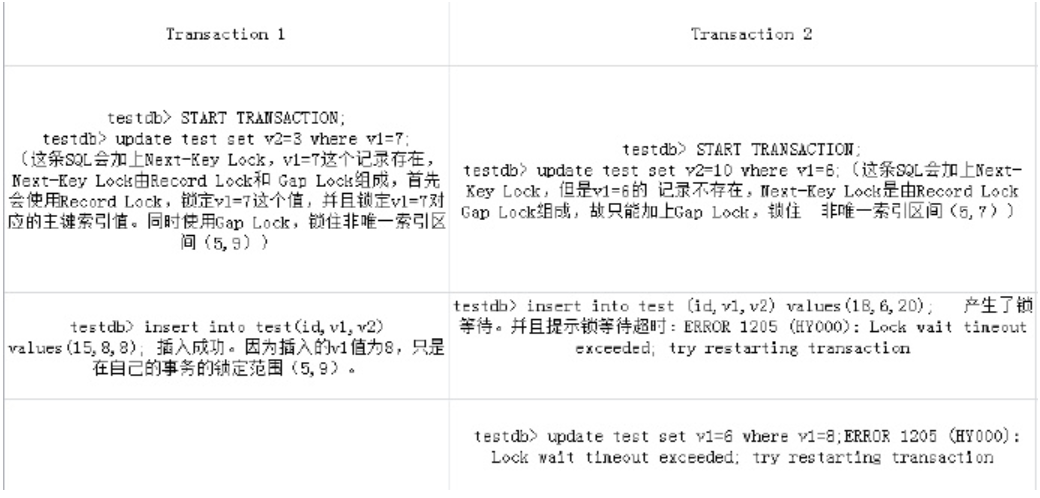 Transaction 1
Transaction 2
testdb> START TRANSACTION;
testdb> update test set v2=3 where v1=7;
（这条SQL会加上Next-Key Lock，v1=7这个记录存在，
Next-Key Lock由Record Lock和 Gap Lock组成，首先
会使用Record Lock，锁定v1=7这个值，并且锁定v1=7对
应的主键索引值。同时使用Gap Lock，锁住非唯一索引区
间（5,9））
testdb> START TRANSACTION;
testdb> update test set v2=10 where v1=6;（这条SQL会加上Next-
Key Lock，但是v1=6的 记录不存在，Next-Key Lock是由Record Lock
Gap Lock组成，故只能加上Gap Lock，锁住 非唯一索引区间（5,7））
testdb> insert into test(id,v1,v2)
values(15,8,8); 插入成功。因为插入的v1值为8，只是
在自己的事务的锁定范围（5,9）。
testdb> insert into test (id,v1,v2) values(18,6,20); 产生了锁
等待。并且提示锁等待超时：ERROR 1205 (HY000): Lock wait timeout
exceeded; try restarting transaction
testdb> update test set v1=6 where v1=8;ERROR 1205 (HY000):
Lock wait timeout exceeded; try restarting transaction